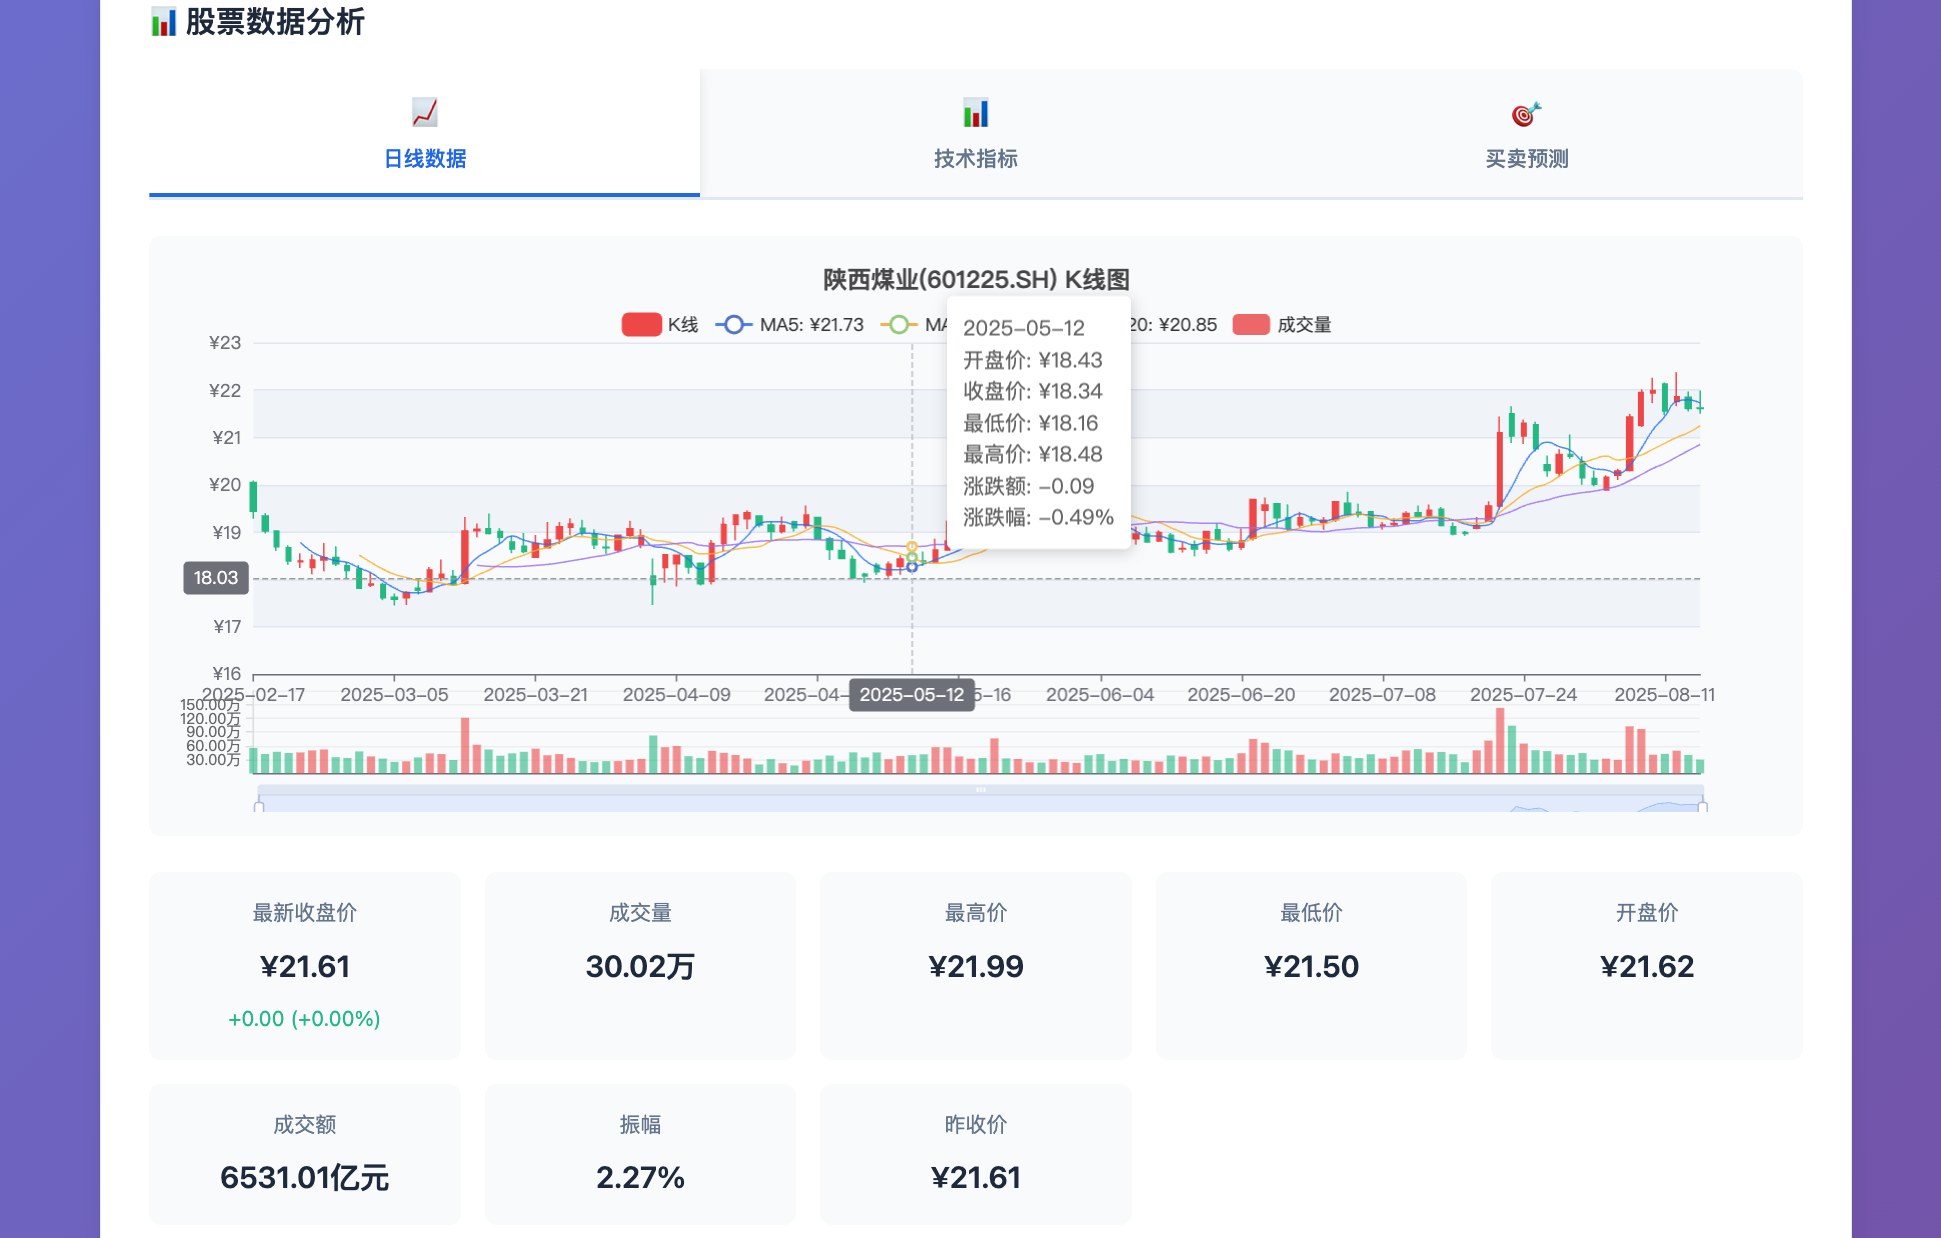 股票数据分析
日线数据
技术指标
买卖预测
陕西煤业(601225.SH) K线图
K线
MA5: ¥21.73
MA
20: ¥20.85
成交量
2025-05-12
开盘价: ¥18.43
收盘价: ¥18.34
最低价: ¥18.16
最高价: ¥18.48
涨跌额: -0.09
涨跌幅: -0.49%
¥23
¥22
¥21
¥20
¥19
18.03
¥17
¥16
2025-02-17
2025-03-05
2025-03-21
2025-04-09
2025-04-
2025-05-12
5-16
2025-06-04
2025-06-20
2025-07-08
2025-07-24
2025-08-11
150.00万
120.00万
90.00万
60.00万
30.00万
最新收盘价
¥21.61
+0.00 (+0.00%)
成交量
30.02万
最高价
¥21.99
最低价
¥21.50
开盘价
¥21.62
成交额
6531.01亿元
振幅
2.27%
昨收价
¥21.61